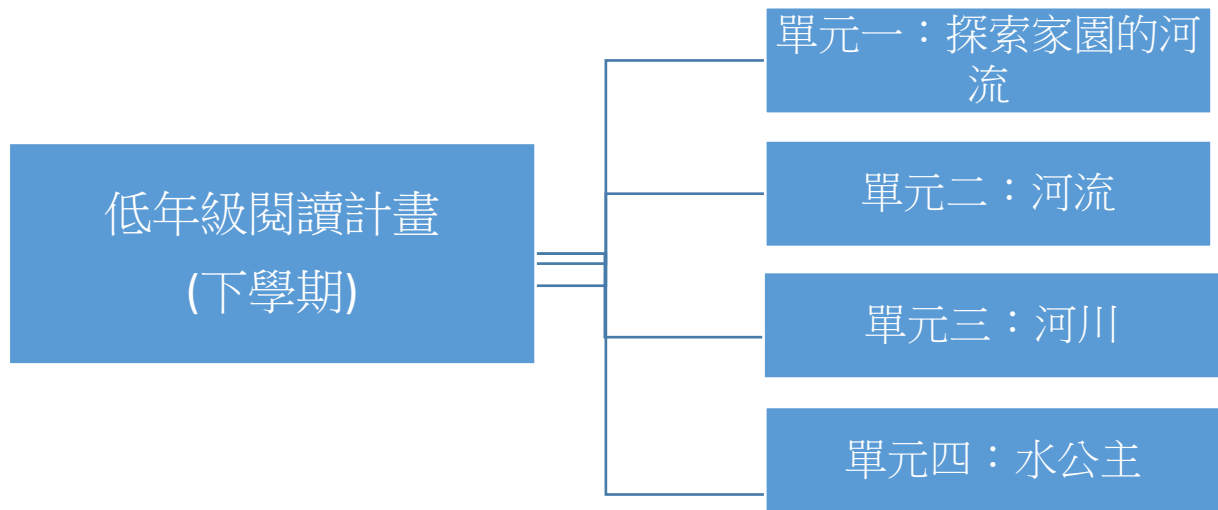 單元一：探索家園的河
流
低年級閱讀計畫
(下學期)
單元二：河流
單元三：河川
單元四：水公主